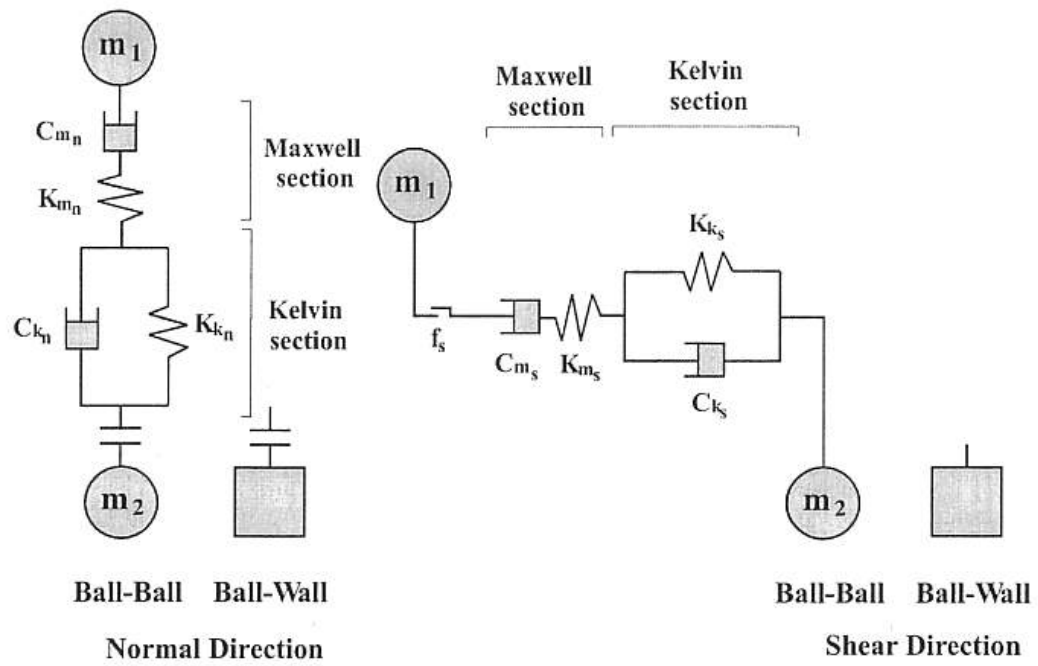 m1
Cmn
Kmn
Maxwell
section
Ckn
Kkn
Kelvin
section
m2
Ball-Ball
Ball-Wall
Normal Direction
Maxwell
section
Kelvin
section
m1
fs
Cms
Kms
Kks
Cks
m2
Ball-Ball
Ball-Wall
Shear Direction